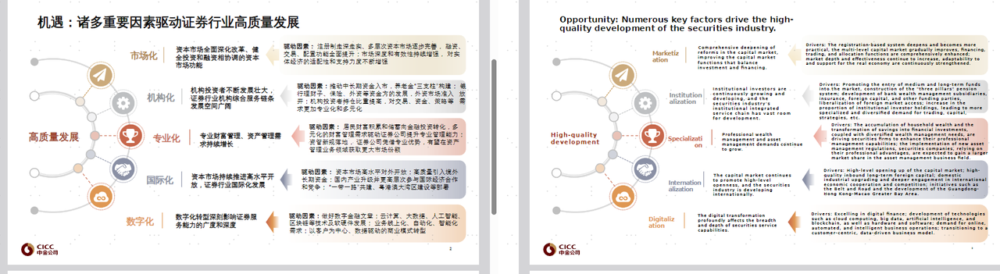 机遇：诸多重要因素驱动证券行业高质量发展
市场化
资本市场全面深化改革、健
全投资和融资相协调的资本
市场功能
驱动因素：注册制走深走实、多层次资本市场逐步完善，融资、
交易、配置功能全面提升；市场深度和有效性持续增强，对实
体经济的适配性和支持力度不断增强
机构化
机构投资者不断发展壮大，
证券行业机构综合服务链条
发展空间广阔
驱动因素：推动中长期资金入市，养老金"三支柱"构建；银
行理财子、保险、外资等资金方的发展，外资市场准入放
开；机构投资者持仓比重提高，对交易、资金、策略等需
求更加专业化和多元化
高质量发展
专业化
专业财富管理、资产管理需
求持续增长
驱动因素：居民财富积累和储蓄向金融投资转化，多
元化的财富管理需求驱动证券公司提升专业管理能力；
资管新规落地，证券公司凭借专业优势，有望在资产
管理业务领域获取更大市场份额
国际化
资本市场持续推进高水平开
放，证券行业国际化发展
驱动因素：资本市场高水平对外开放；高质量引入境外
长期资金；国内产业升级并更高层次参与国际经济合作
和竞争；"一带一路"共建、粤港澳大湾区建设等部署
数字化
数字化转型深刻影响证券服
务能力的广度和深度
驱动因素：做好数字金融文章；云计算、大数据、人工智能、
区块链等技术及软硬件发展；业务线上化、自动化、智能化
需求；以客户为中心、数据驱动的商业模式转型
CICC
中金公司
2
Opportunity: Numerous key factors drive the high-
quality development of the securities industry.
Marketiz
ation
Comprehensive deepening of
reforms in the capital market,
improving the capital market
functions that balance
investment and financing.
Drivers: The registration-based system deepens and becomes more
practical, the multi-level capital market gradually improves, financing,
trading, and allocation functions are comprehensively enhanced,
market depth and effectiveness continue to increase, adaptability to
and support for the real economy are continuously strengthened.
Institution
alization
Institutional investors are
continuously growing and
developing, and the
securities industry's
institutional integrated
service chain has vast room
for development.
Drivers: Promoting the entry of medium and long-term funds
into the market, construction of the "three pillars" pension
system; development of bank wealth management subsidiaries,
insurance, foreign capital, and other funding parties,
liberalization of foreign market access; increase in the
proportion of institutional investor holdings, leading to more
specialized and diversified demand for trading, capital,
strategies, etc.
High-quality
development
Specializati
on
Professional wealth
management and asset
management demands continue
to grow.
Drivers: The accumulation of household wealth and the
transformation of savings into financial investments,
coupled with diversified wealth management needs, are
driving securities firms to enhance their professional
management capabilities; the implementation of new asset
management regulations, securities companies, relying on
their professional advantages, are expected to gain a larger
market share in the asset management business field.
Internation
alization
The capital market continues
to promote high-level
openness, and the securities
industry is developing
internationally.
Drivers: High-level opening up of the capital market; high-
quality inbound long-term foreign capital; domestic
industrial upgrading and deeper engagement in international
economic cooperation and competition; initiatives such as
the Belt and Road and the development of the Guangdong-
Hong Kong-Macao Greater Bay Area.
Digitaliz
ation
The digital transformation
profoundly affects the breadth
and depth of securities service
capabilities.
Drivers: Excelling in digital finance; development of technologies
such as cloud computing, big data, artificial intelligence, and
blockchain, as well as hardware and software; demand for online,
automated, and intelligent business operations; transitioning to a
customer-centric, data-driven business model.
CICC
中金公司